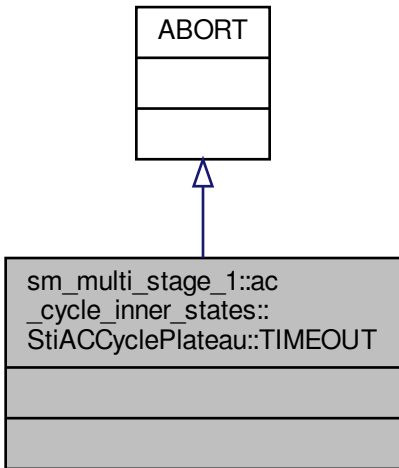 ABORT
sm_multi_stage_1::ac
_cycle_inner_states::
StiACCyclePlateau::TIMEOUT